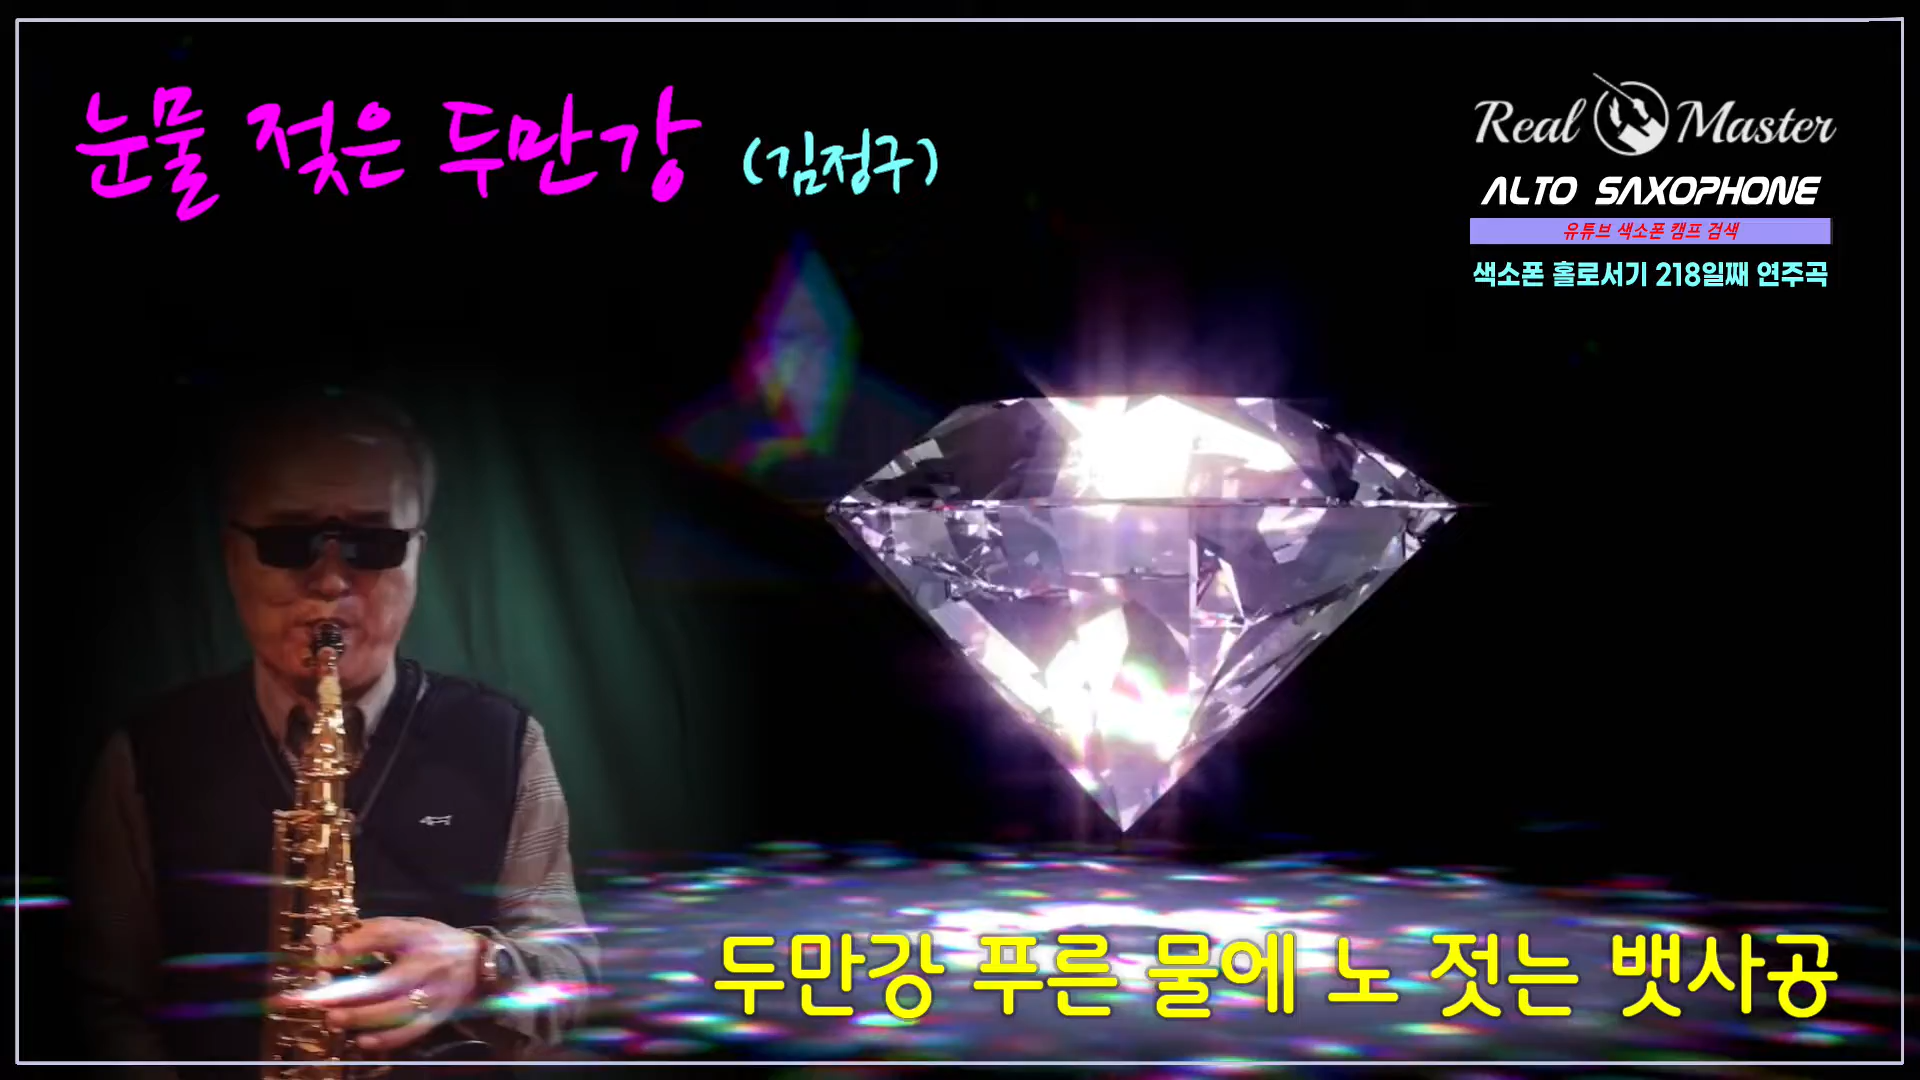 눈물 젖은 두만강 (김정구)
Real Master
ALTO SAXOPHONE
유튜브 색소폰 캠프 검색
색소폰 홀로서기 218일째 연주곡
두만강 푸른 물에 노 젓는 뱃사공